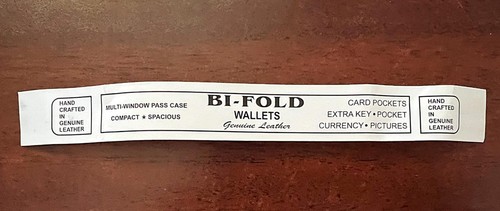 HAND
CRAFTED
IN
GENUINE
LEATHER
MULTI-WINDOW PASS CASE
COMPACT ★ SPACIOUS
BI-FOLD
WALLETS
Genuine Leather
CARD POCKETS
EXTRA KEY • POCKET
CURRENCY • PICTURES
HAND
CRAFTED
IN
GENUINE
LEATHER